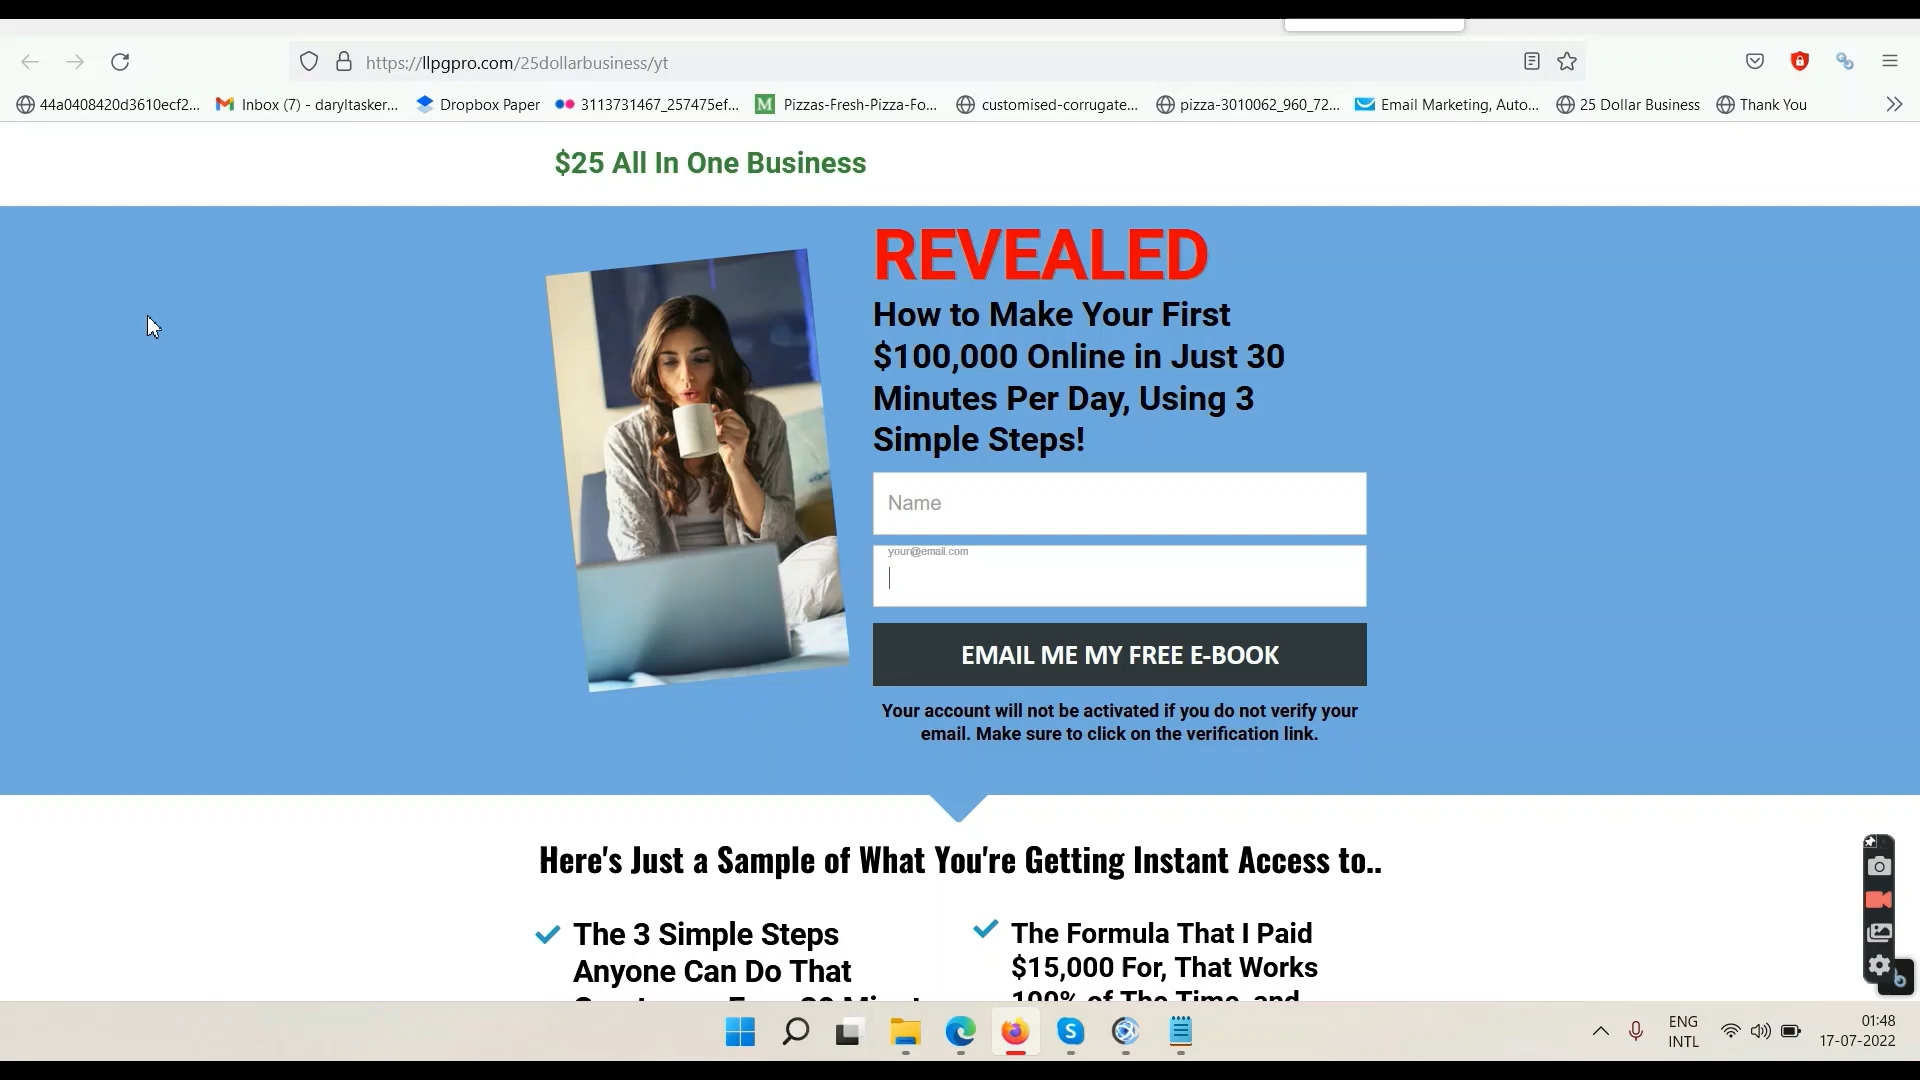 https://llpgpro.com/25dollarbusiness/yt
44a0408420d3610ecf2...
Inbox (7) - daryltasker...
Dropbox Paper
3113731467_257475ef...
Pizzas-Fresh-Pizza-Fo...
customised-corrugate...
pizza-3010062_960_72...
Email Marketing, Auto...
25 Dollar Business
Thank You
$25 All In One Business
REVEALED
How to Make Your First
$100,000 Online in Just 30
Minutes Per Day, Using 3
Simple Steps!
Name
your@email.com
EMAIL ME MY FREE E-BOOK
Your account will not be activated if you do not verify your
email. Make sure to click on the verification link.
Here's Just a Sample of What You're Getting Instant Access to..
The 3 Simple Steps
Anyone Can Do That
The Formula That I Paid
$15,000 For, That Works
100% of The Time, and
ENG
INTL
01:48
17-07-2022